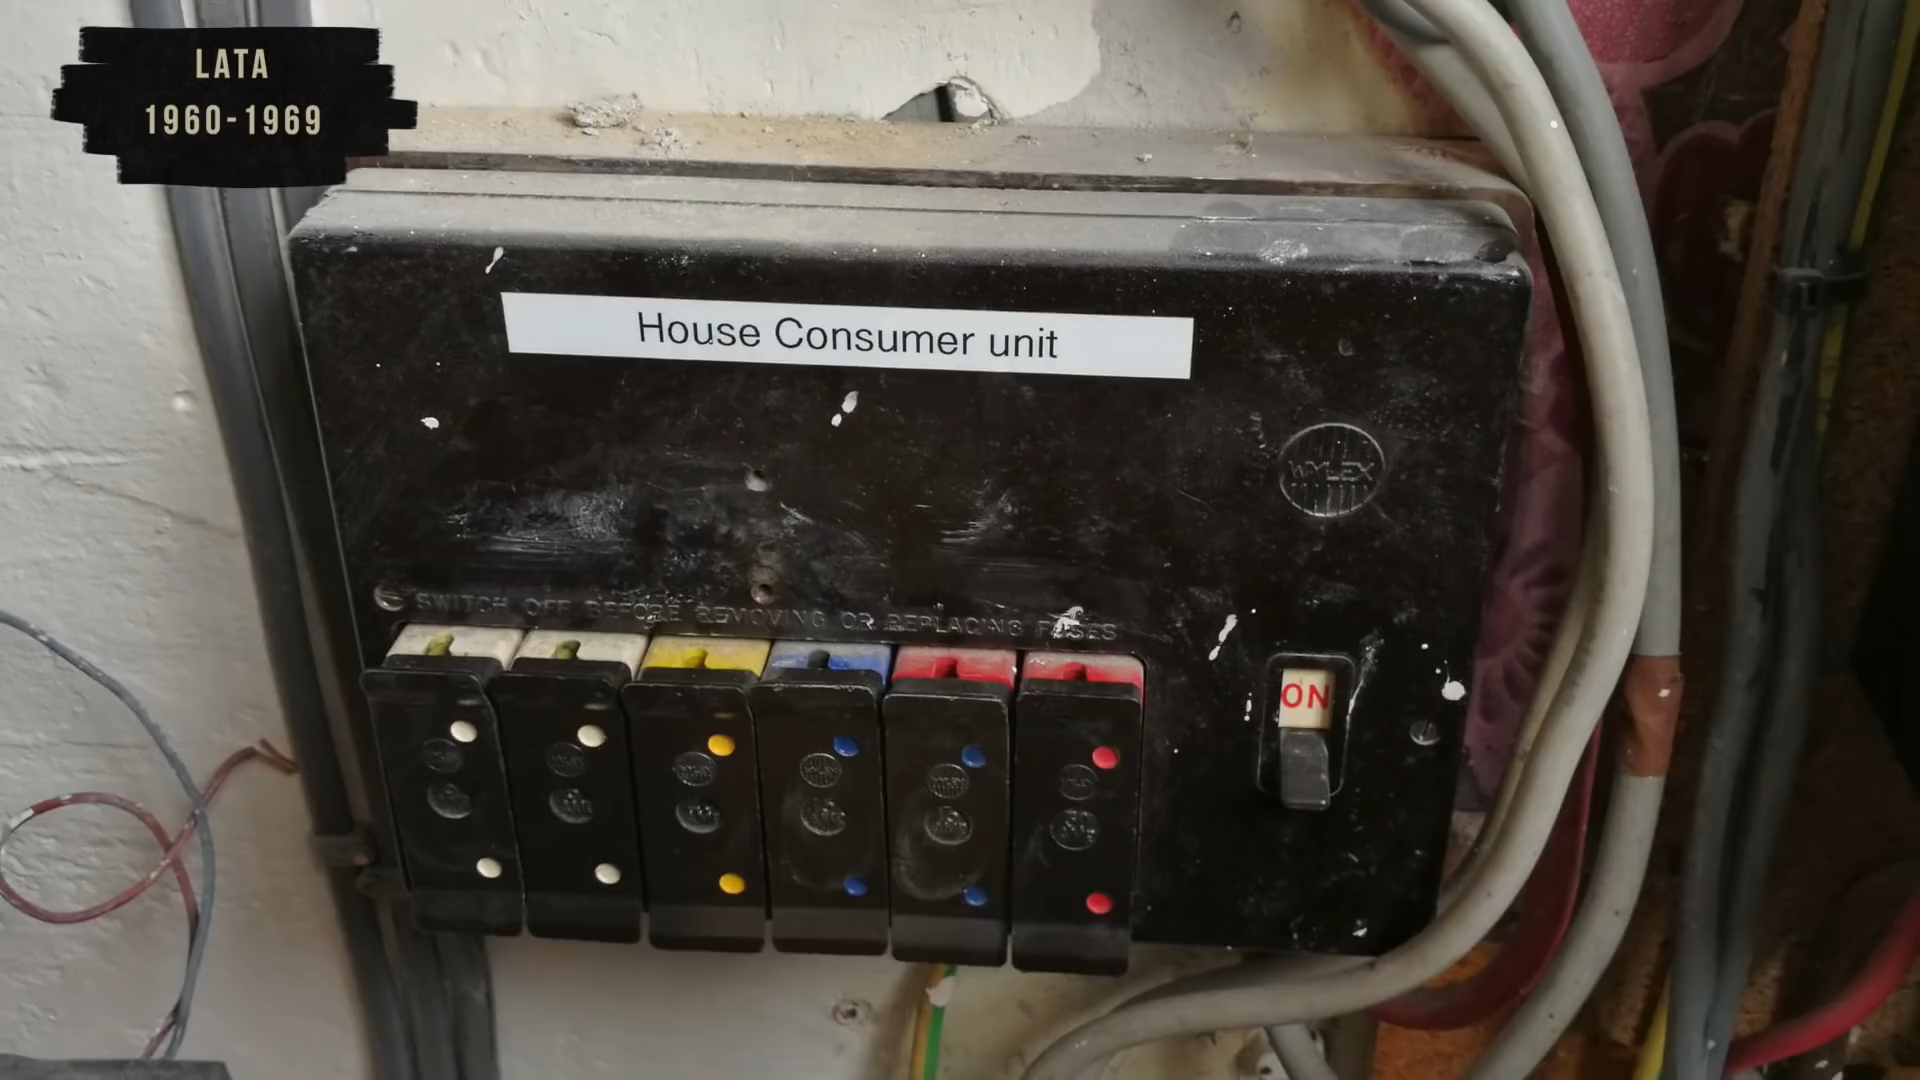 LATA
1960-1969
House Consumer unit
WYLEX
SWITCH OFF BEFORE REMOVING OR REPLACING FUSES
ON